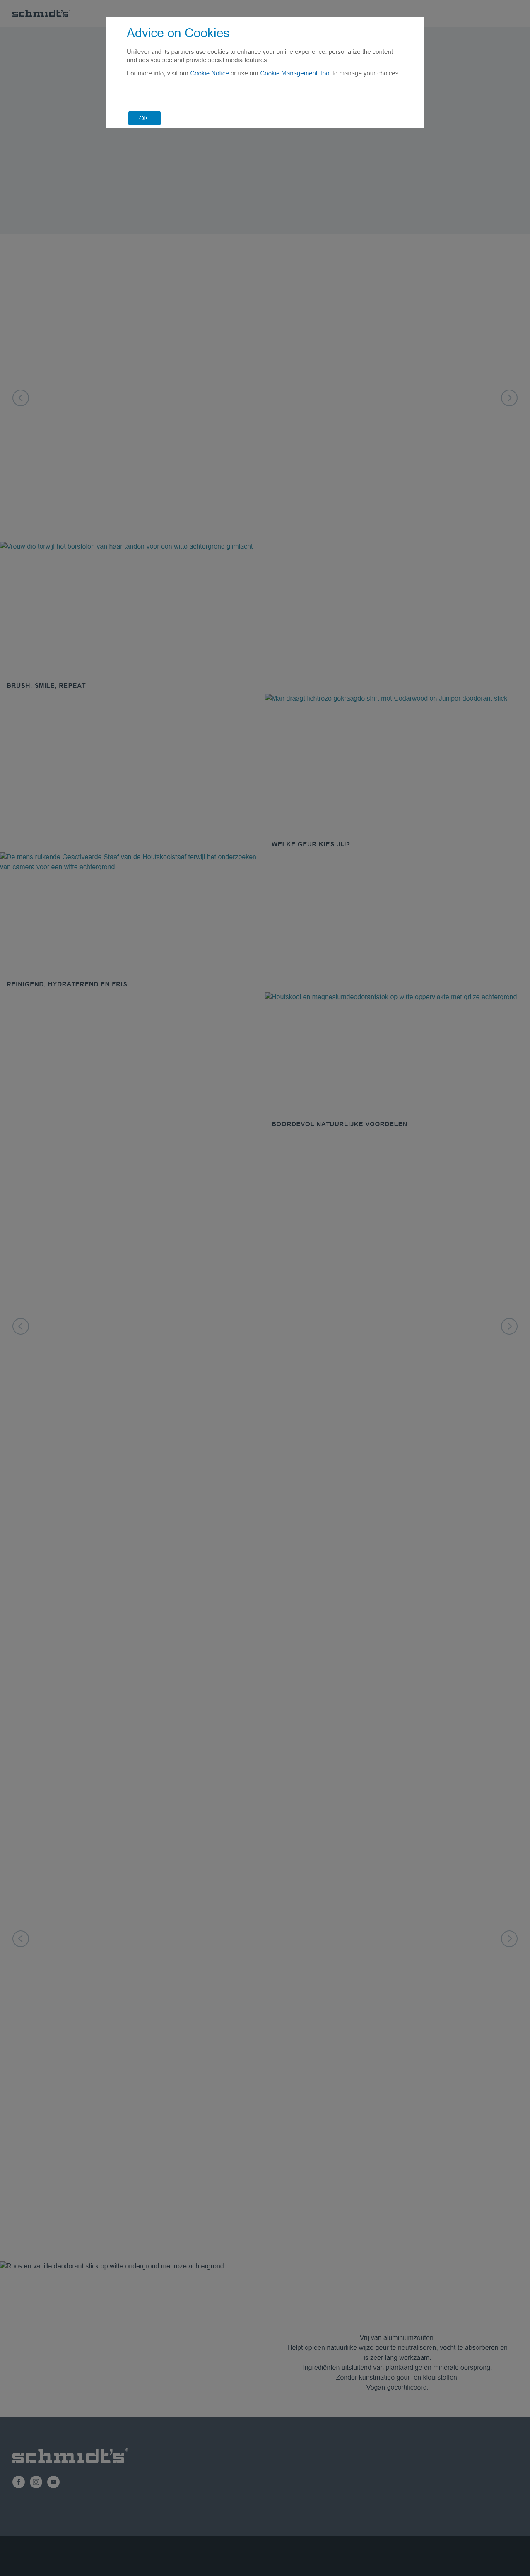 schmidt's
Advice on Cookies
Unilever and its partners use cookies to enhance your online experience, personalize the content
and ads you see and provide social media features.
For more info, visit our Cookie Notice or use our Cookie Management Tool to manage your choices.
OK!
Vrouw die terwijl het borstelen van haar tanden voor een witte achtergrond glimlacht
BRUSH, SMILE, REPEAT
Man draagt lichtroze gekraagde shirt met Cedarwood en Juniper deodorant stick
WELKE GEUR KIES JIJ?
De mens ruikende Geactiveerde Staaf van de Houtskoolstaaf terwijl het onderzoeken
van camera voor een witte achtergrond
REINIGEND, HYDRATEREND EN FRIS
Houtskool en magnesiumdeodorantstok op witte oppervlakte met grijze achtergrond
BOORDEVOL NATUURLIJKE VOORDELEN
Roos en vanille deodorant stick op witte ondergrond met roze achtergrond
Vrij van aluminiumzouten.
Helpt op een natuurlijke wijze geur te neutraliseren, vocht te absorberen en
is zeer lang werkzaam.
Ingrediënten uitsluitend van plantaardige en minerale oorsprong.
Zonder kunstmatige geur- en kleurstoffen.
Vegan gecertificeerd.
schmidt's®